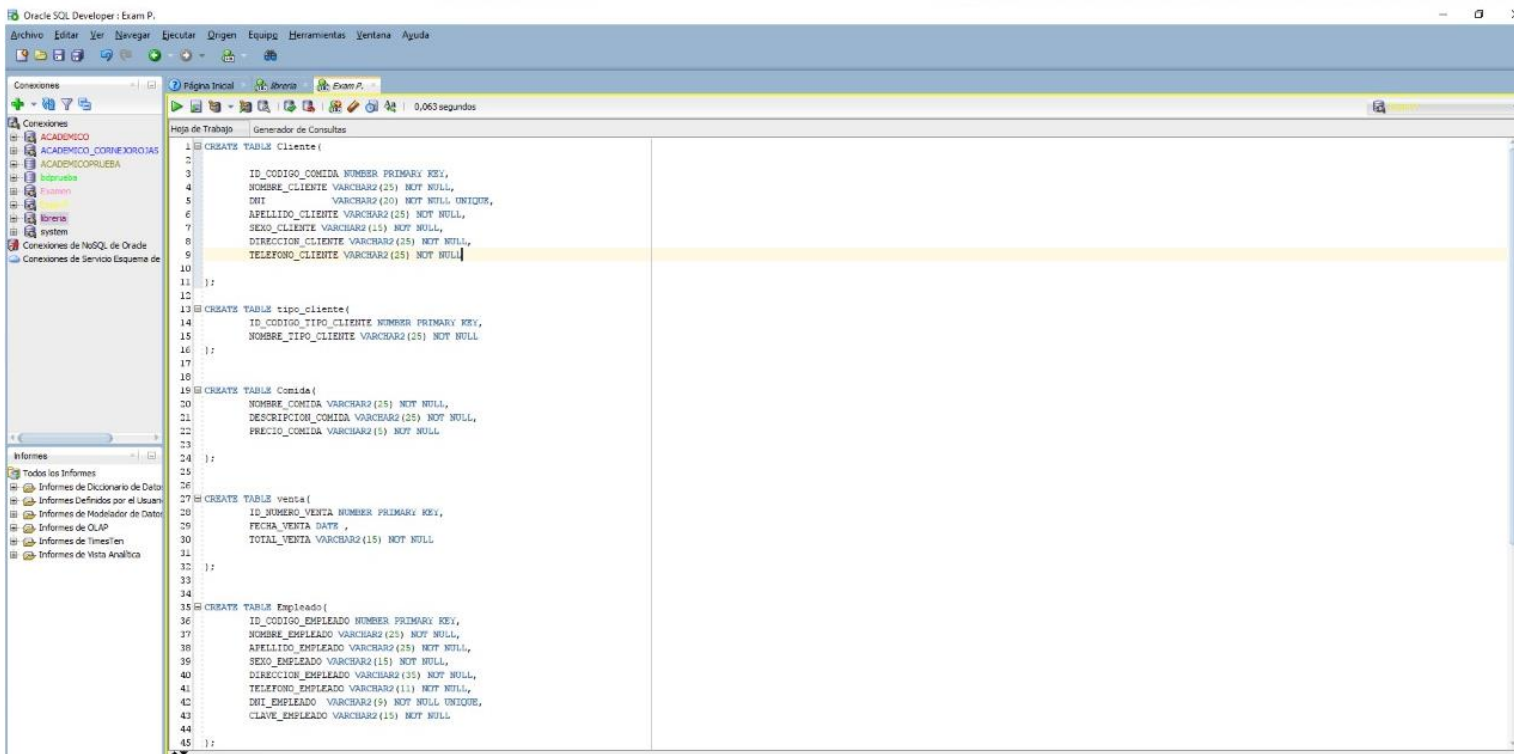 Oracle SQL Developer : Exam P.
Archivo Editar Ver Navegar Ejecutar Origen Equipo Herramientas Ventana Ayuda
Conexiones
Página Inicial
libreria
Exam P.
0,063 segundos
Conexiones
ACADEMICO
ACADEMICO_CORNEJOROJAS
ACADEMICOPRUEBA
bdprueba
Examen
libreria
system
Conexiones de NoSQL de Oracle
Conexiones de Servicio Esquema de
Informes
Todos los Informes
Informes de Diccionario de Datos
Informes Definidos por el Usuari
Informes de Modelador de Datos
Informes de OLAP
Informes de TimesTen
Informes de Vista Analítica
Hoja de Trabajo Generador de Consultas
1 CREATE TABLE Cliente(
2
3 ID_CODIGO_COMIDA NUMBER PRIMARY KEY,
4 NOMBRE_CLIENTE VARCHAR2(25) NOT NULL,
5 DNI VARCHAR2(20) NOT NULL UNIQUE,
6 APELLIDO_CLIENTE VARCHAR2(25) NOT NULL,
7 SEXO_CLIENTE VARCHAR2(15) NOT NULL,
8 DIRECCION_CLIENTE VARCHAR2(25) NOT NULL,
9 TELEFONO_CLIENTE VARCHAR2(25) NOT NULL
10
11 );
12
13 CREATE TABLE tipo_cliente(
14 ID_CODIGO_TIPO_CLIENTE NUMBER PRIMARY KEY,
15 NOMBRE_TIPO_CLIENTE VARCHAR2(25) NOT NULL
16 );
17
18
19 CREATE TABLE Comida(
20 NOMBRE_COMIDA VARCHAR2(25) NOT NULL,
21 DESCRIPCION_COMIDA VARCHAR2(25) NOT NULL,
22 PRECIO_COMIDA VARCHAR2(5) NOT NULL
23
24 );
25
26
27 CREATE TABLE venta(
28 ID_NUMERO_VENTA NUMBER PRIMARY KEY,
29 FECHA_VENTA DATE ,
30 TOTAL_VENTA VARCHAR2(15) NOT NULL
31
32 );
33
34
35 CREATE TABLE Empleado(
36 ID_CODIGO_EMPLEADO NUMBER PRIMARY KEY,
37 NOMBRE_EMPLEADO VARCHAR2(25) NOT NULL,
38 APELLIDO_EMPLEADO VARCHAR2(25) NOT NULL,
39 SEXO_EMPLEADO VARCHAR2(15) NOT NULL,
40 DIRECCION_EMPLEADO VARCHAR2(35) NOT NULL,
41 TELEFONO_EMPLEADO VARCHAR2(11) NOT NULL,
42 DNI_EMPLEADO VARCHAR2(9) NOT NULL UNIQUE,
43 CLAVE_EMPLEADO VARCHAR2(15) NOT NULL
44
45 );